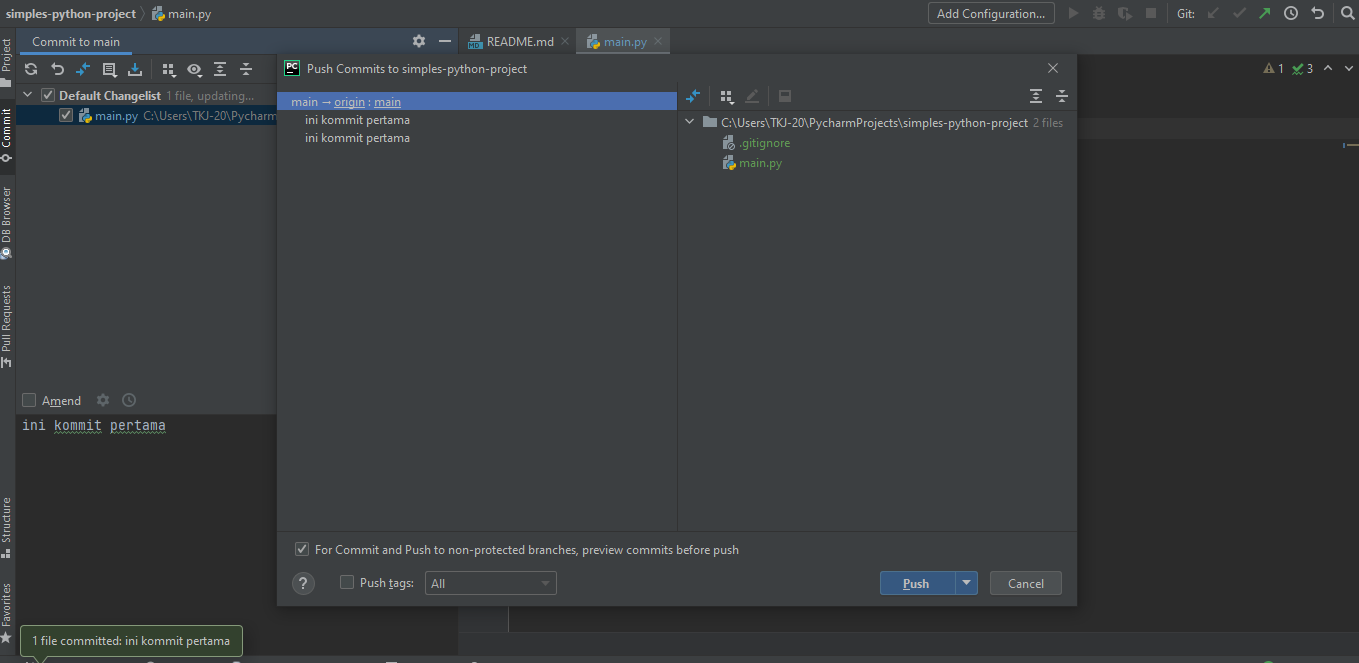 simples-python-project main.py
Add Configuration...
Git:
Commit to main
README.md
main.py
Project
Commit
DB Browser
Pull Requests
Structure
Favorites
Default Changelist 1 file, updating...
main.py C:\Users\TKJ-20\Pycharm
Amend
ini kommit pertama
1 file committed: ini kommit pertama
PC Push Commits to simples-python-project
main → origin : main
ini kommit pertama
ini kommit pertama
C:\Users\TKJ-20\PycharmProjects\simples-python-project 2 files
.gitignore
main.py
For Commit and Push to non-protected branches, preview commits before push
? Push tags: All
Push
Cancel
1 3